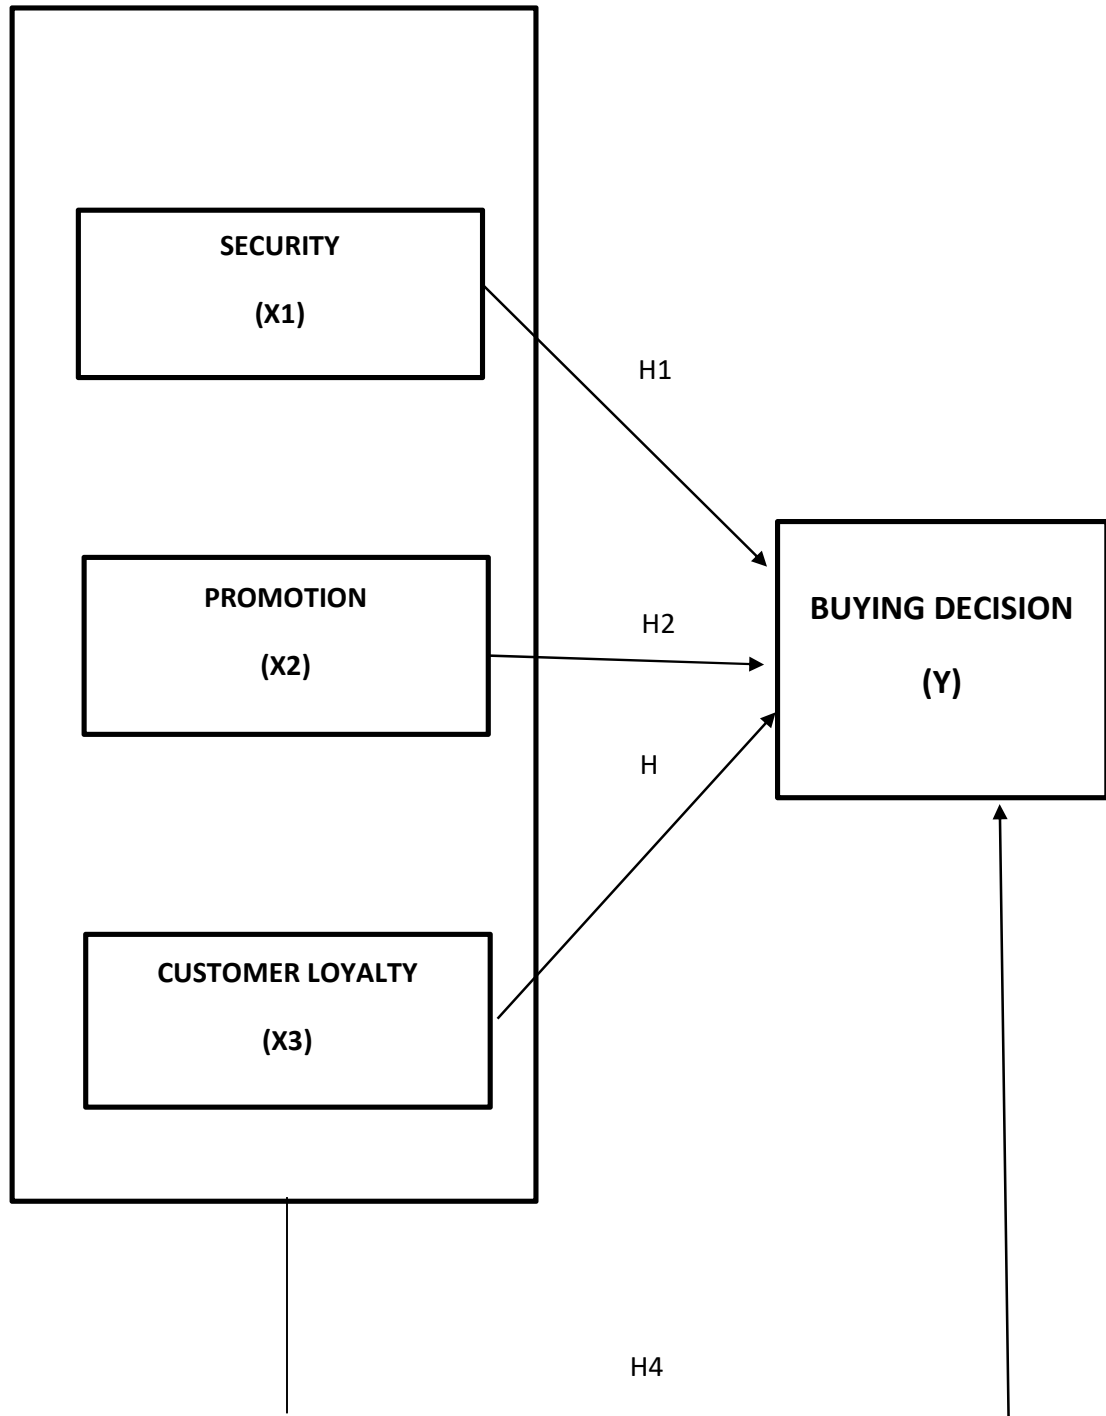 SECURITY
(X1)
H1
PROMOTION
(X2)
H2
BUYING DECISION
(Y)
H
CUSTOMER LOYALTY
(X3)
H4